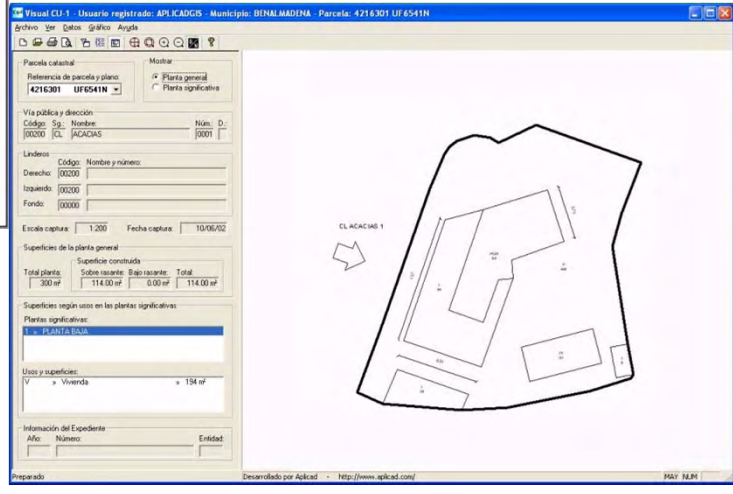 Visual CU-1 - Usuario registrado: APLICADGIS - Municipio: BENALMADENA - Parcela: 4216301 UF6541N
Archivo Ver Datos Gráfico Ayuda
Parcela catastral
Referencia de parcela y plano:
4216301 UF6541N
Mostrar
Planta general
Planta significativa
Vía pública y dirección
Código: Sg.: Nombre: Núm.: D.:
00200 CL ACACIAS 0001
Linderos
Código: Nombre y número:
Derecho: 00200
Izquierdo: 00200
Fondo: 00000
Escala captura: 1:200 Fecha captura: 10/06/02
Superficies de la planta general
Superficie construida
Total planta: Sobre rasante: Bajo rasante: Total:
300 m² 114.00 m² 0.00 m² 114.00 m²
Superficies según usos en las plantas significativas
Plantas significativas:
1 » PLANTA BAJA
Usos y superficies:
V » Vivienda » 194 m²
Información del Expediente
Año: Número: Entidad:
CL ACACIAS 1
Preparado
Desarrollado por Aplicad - http://www.aplicad.com/
MAY NUM